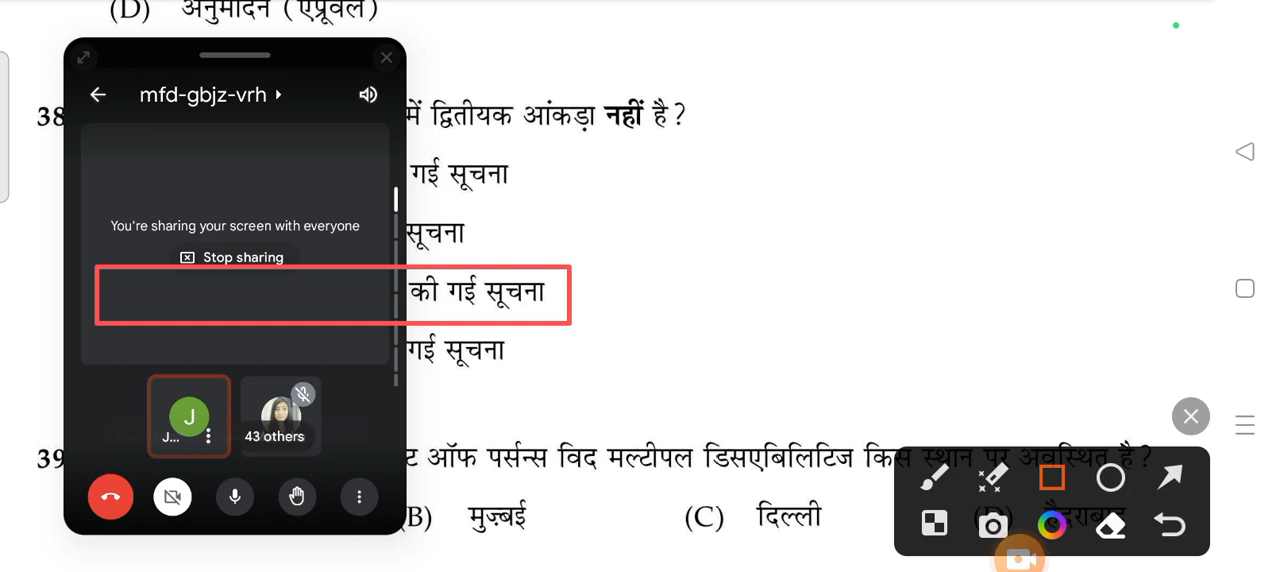 (D) अनुमोदन (एप्रूवल)
mfd-gbjz-vrh
38
में द्वितीयक आंकड़ा नहीं है?
गई सूचना
You're sharing your screen with everyone
सूचना
Stop sharing
की गई सूचना
गई सूचना
J
J...
43 others
39
ट ऑफ पर्सन्स विद मल्टीपल डिसएबिलिटिज किस स्थान पर अवस्थित है?
B) मुम्बई (C) दिल्ली (D) हैदराबाद